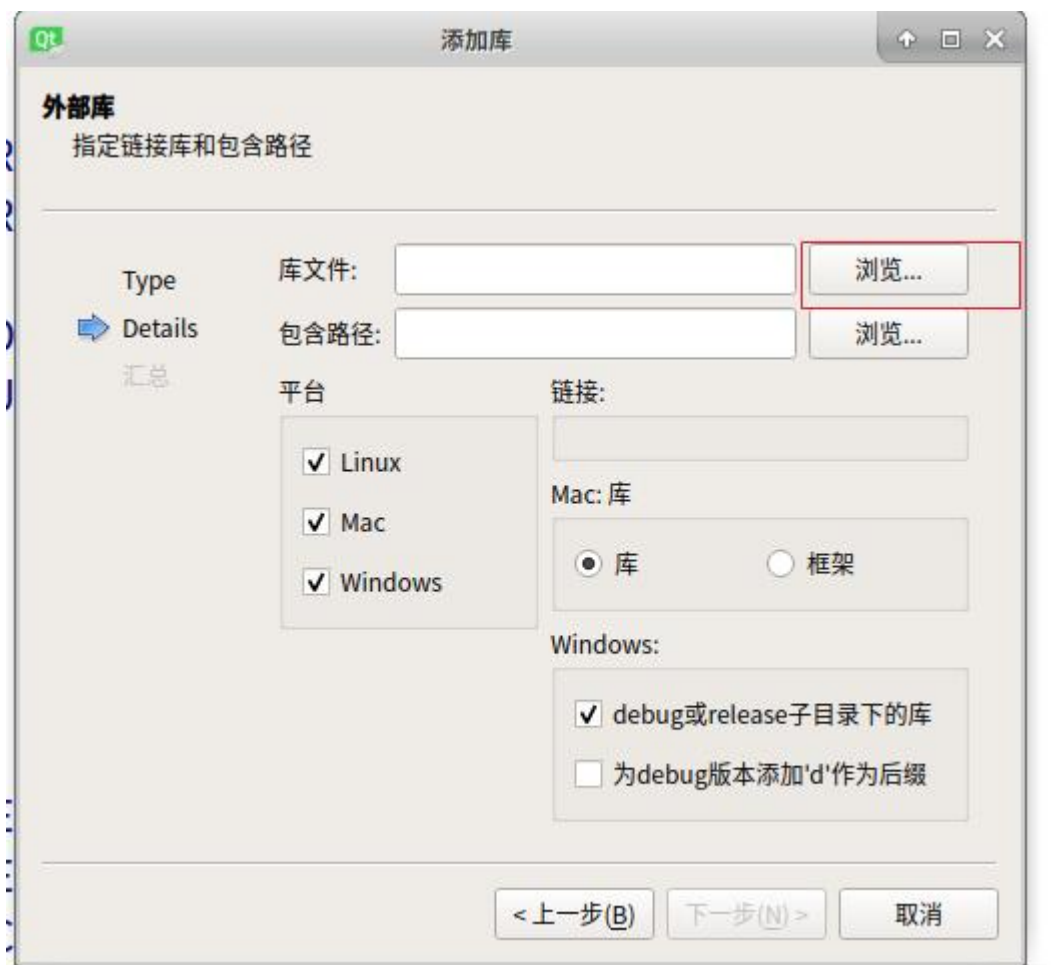 Qt
添加库
外部库
指定链接库和包含路径
Type
Details
汇总
库文件:
浏览...
包含路径:
浏览...
平台
Linux
Mac
Windows
链接:
Mac: 库
库
框架
Windows:
debug或release子目录下的库
为debug版本添加'd'作为后缀
<上一步(B)
下一步(N)>
取消